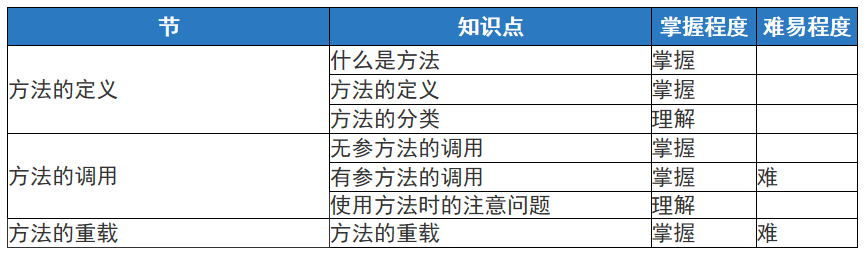 节 知识点 掌握程度 难易程度
方法的定义 什么是方法 掌握
方法的定义 掌握
方法的分类 理解
方法的调用 无参方法的调用 掌握
有参方法的调用 掌握 难
使用方法时的注意问题 理解
方法的重载 方法的重载 掌握 难